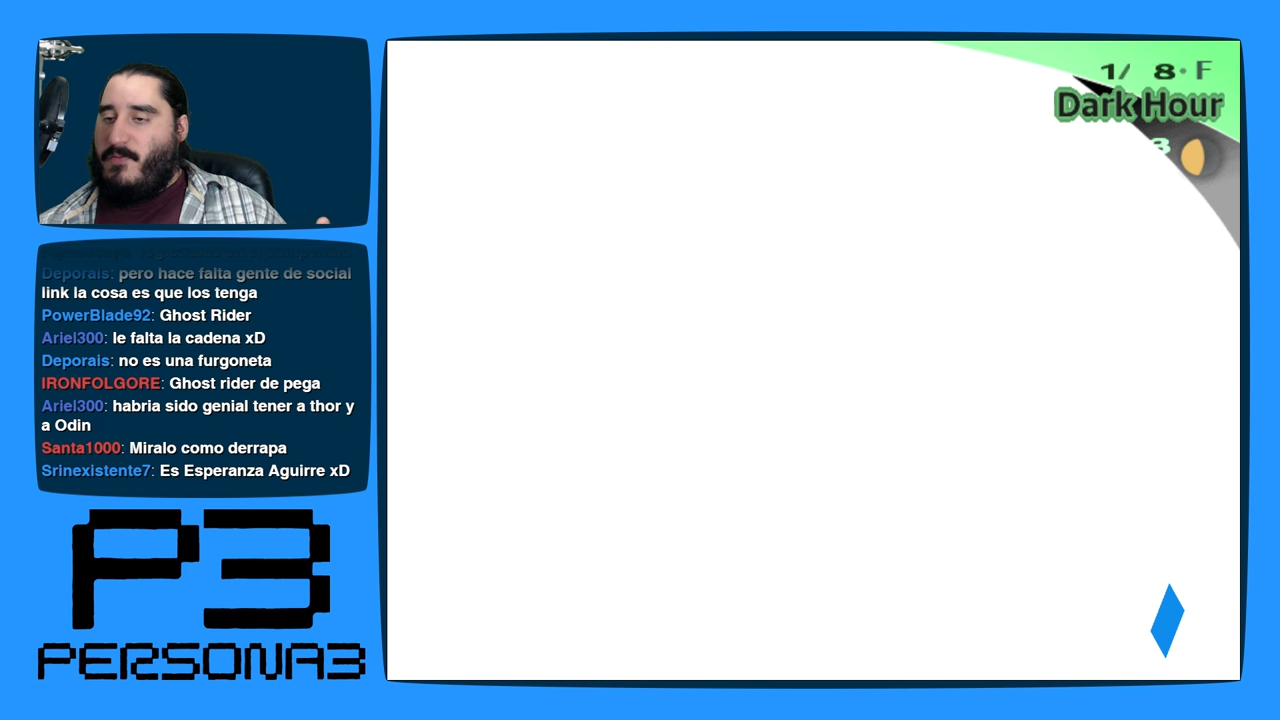 Deporais: pero hace falta gente de social
link la cosa es que los tenga
PowerBlade92: Ghost Rider
Ariel300: le falta la cadena xD
Deporais: no es una furgoneta
IRONFOLGORE: Ghost rider de pega
Ariel300: habria sido genial tener a thor y
a Odin
Santa1000: Miralo como derrapa
Srinexistente7: Es Esperanza Aguirre xD
P3
PERSONA3
1/ 8· F
Dark Hour
3